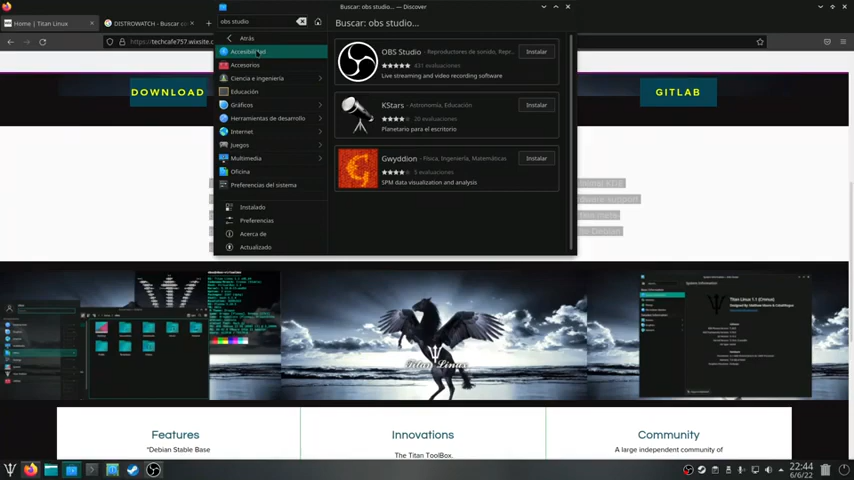 Home | Titan Linux
DISTROWATCH - Buscar co
https://techcafe757.wixsite.
Buscar: obs studio... — Discover
obs studio
Buscar: obs studio...
Atrás
Accesibilidad
Accesorios
Ciencia e ingeniería
Educación
Gráficos
Herramientas de desarrollo
Internet
Juegos
Multimedia
Oficina
Preferencias del sistema
Instalado
Preferencias
Acerca de
Actualizado
OBS Studio - Reproductores de sonido, Repr...
Instalar
431 evaluaciones
Live streaming and video recording software
KStars - Astronomía, Educación
Instalar
20 evaluaciones
Planetario para el escritorio
Gwyddion - Física, Ingeniería, Matemáticas
Instalar
5 evaluaciones
SPM data visualization and analysis
DOWNLOAD
GITLAB
Titan Linux
Features
"Debian Stable Base
Innovations
The Titan ToolBox.
Community
A large independent community of
22:44
6/6/22